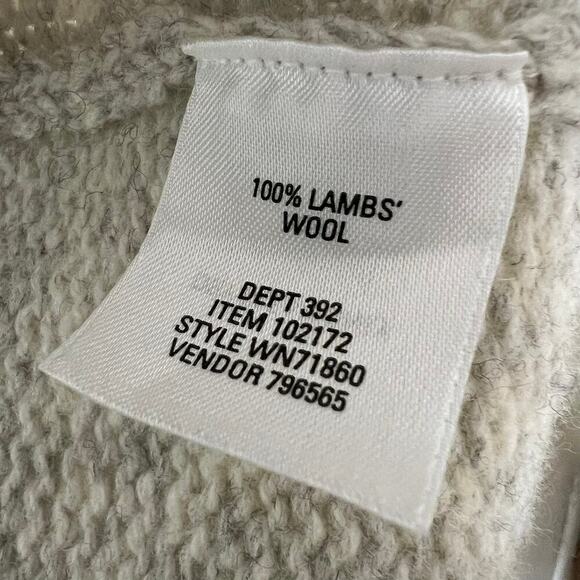 100% LAMBS'
WOOL
DEPT 392
ITEM 102172
STYLE WN71860
VENDOR 796565